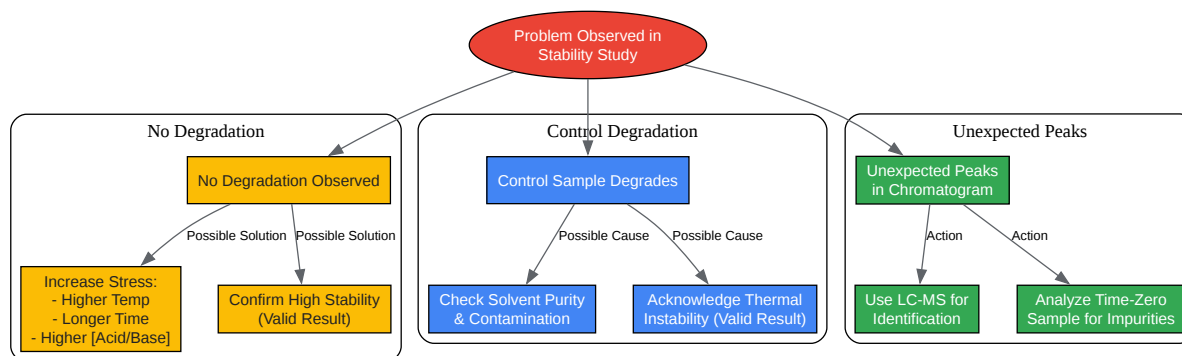 Problem Observed in
Stability Study
No Degradation
Control Degradation
Unexpected Peaks
No Degradation Observed
Control Sample Degrades
Unexpected Peaks
in Chromatogram
Possible Solution
Possible Solution
Possible Cause
Possible Cause
Action
Action
Increase Stress:
- Higher Temp
- Longer Time
- Higher [Acid/Base]
Confirm High Stability
(Valid Result)
Check Solvent Purity
& Contamination
Acknowledge Thermal
Instability (Valid Result)
Use LC-MS for
Identification
Analyze Time-Zero
Sample for Impurities